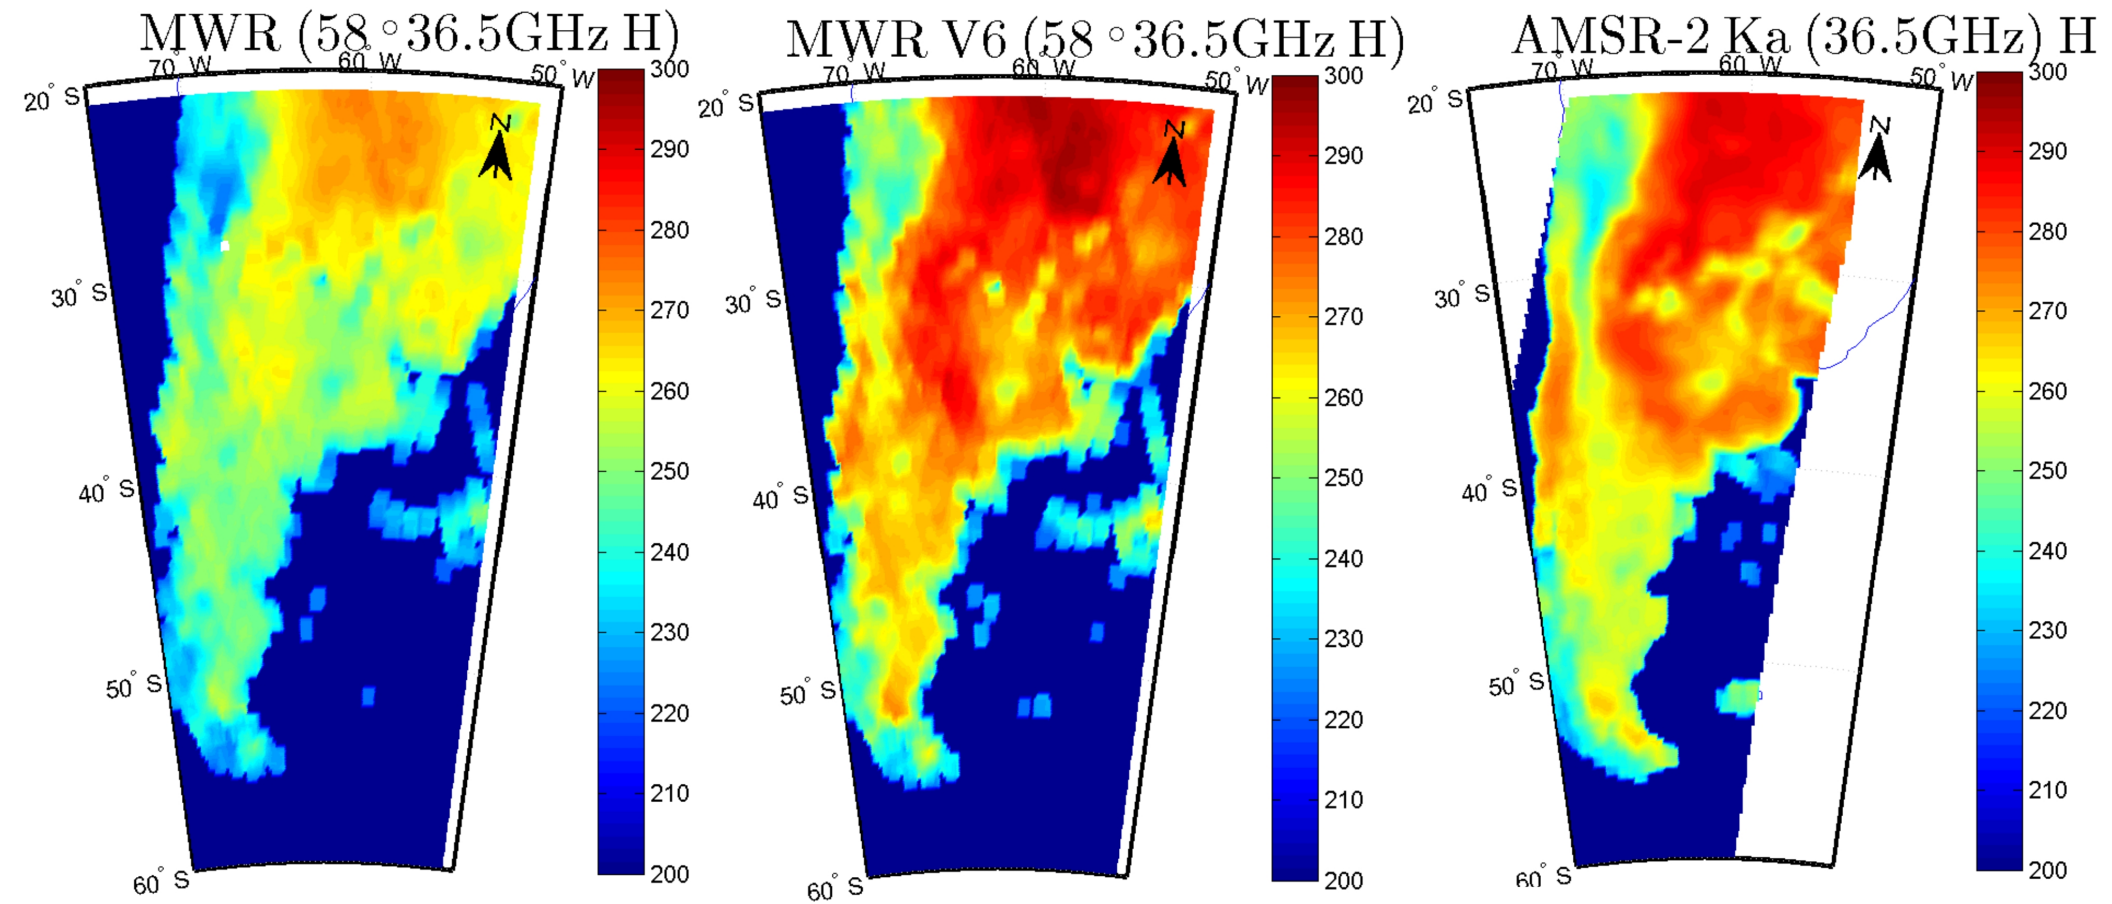 MWR (58 °36.5GHz H)
70° W
60° W
50° W
20° S
30° S
40° S
50° S
60° S
N
300
290
280
270
260
250
240
230
220
210
200
MWR V6 (58 °36.5GHz H)
70° W
60° W
50° W
20° S
30° S
40° S
50° S
60° S
N
300
290
280
270
260
250
240
230
220
210
200
AMSR-2 Ka (36.5GHz) H
70° W
60° W
50° W
20° S
30° S
40° S
50° S
60° S
N
300
290
280
270
260
250
240
230
220
210
200